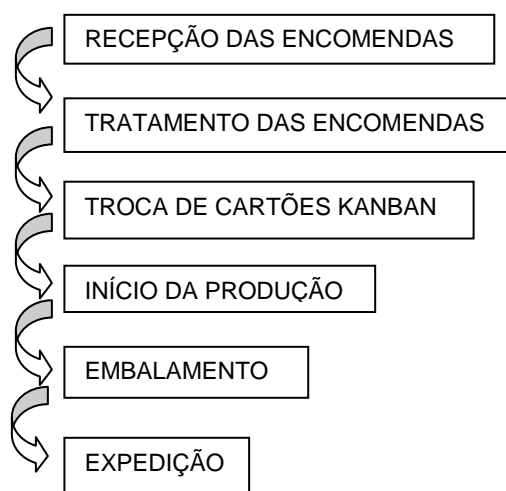 RECEPÇÃO DAS ENCOMENDAS
TRATAMENTO DAS ENCOMENDAS
TROCA DE CARTÕES KANBAN
INÍCIO DA PRODUÇÃO
EMBALAMENTO
EXPEDIÇÃO